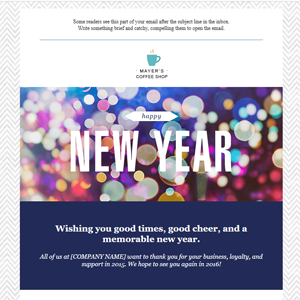 Some readers see this part of your email after the subject line in the inbox.
Write something brief and catchy, compelling them to open the email.
MAYER'S
COFFEE SHOP
happy
NEW YEAR
Wishing you good times, good cheer, and a
memorable new year.
All of us at [COMPANY NAME] want to thank you for your business, loyalty, and
support in 2015. We hope to see you again in 2016!